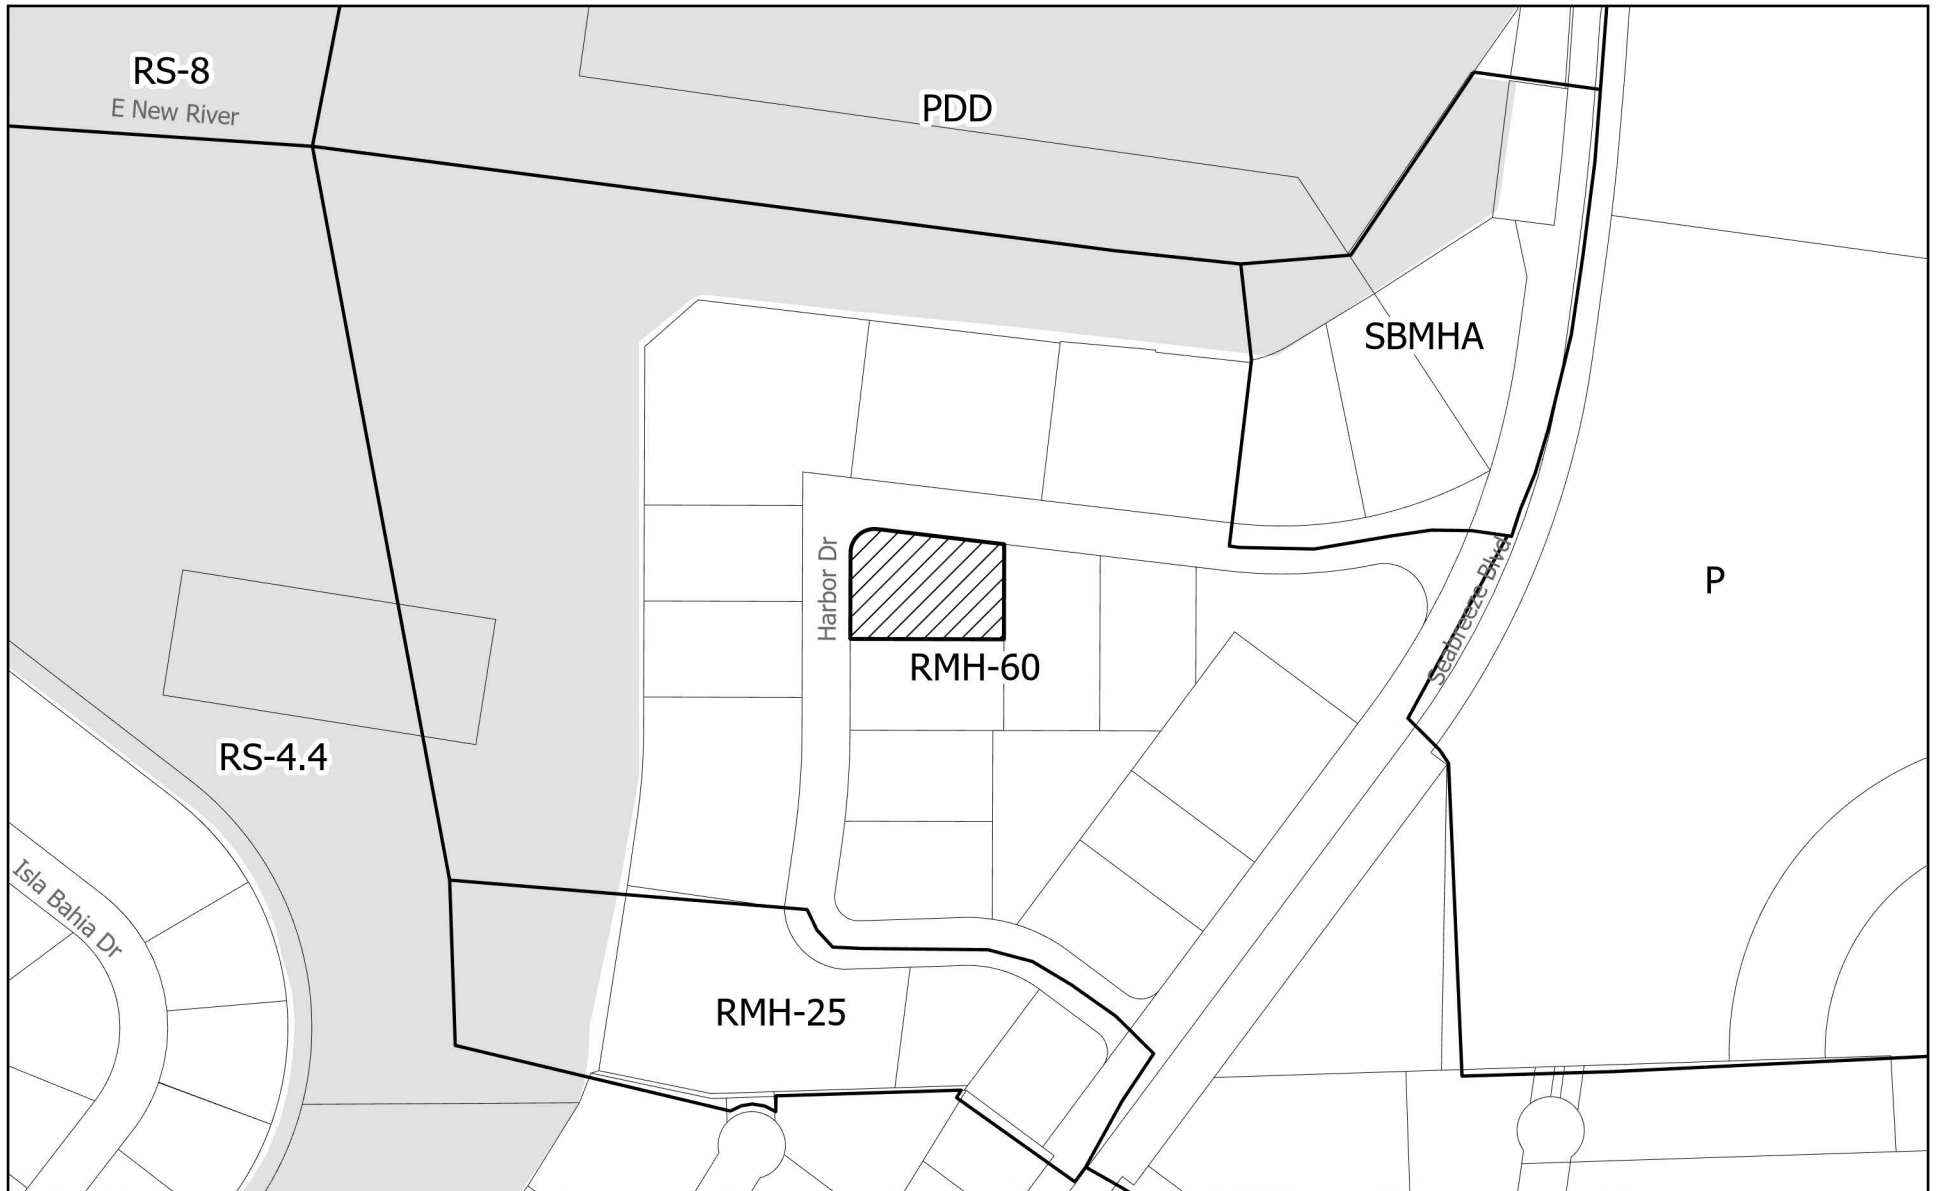 RS-8
E New River
PDD
SBMHA
Harbor Dr
Seabreeze Blvd
P
RMH-60
RS-4.4
Isla Bahia Dr
RMH-25